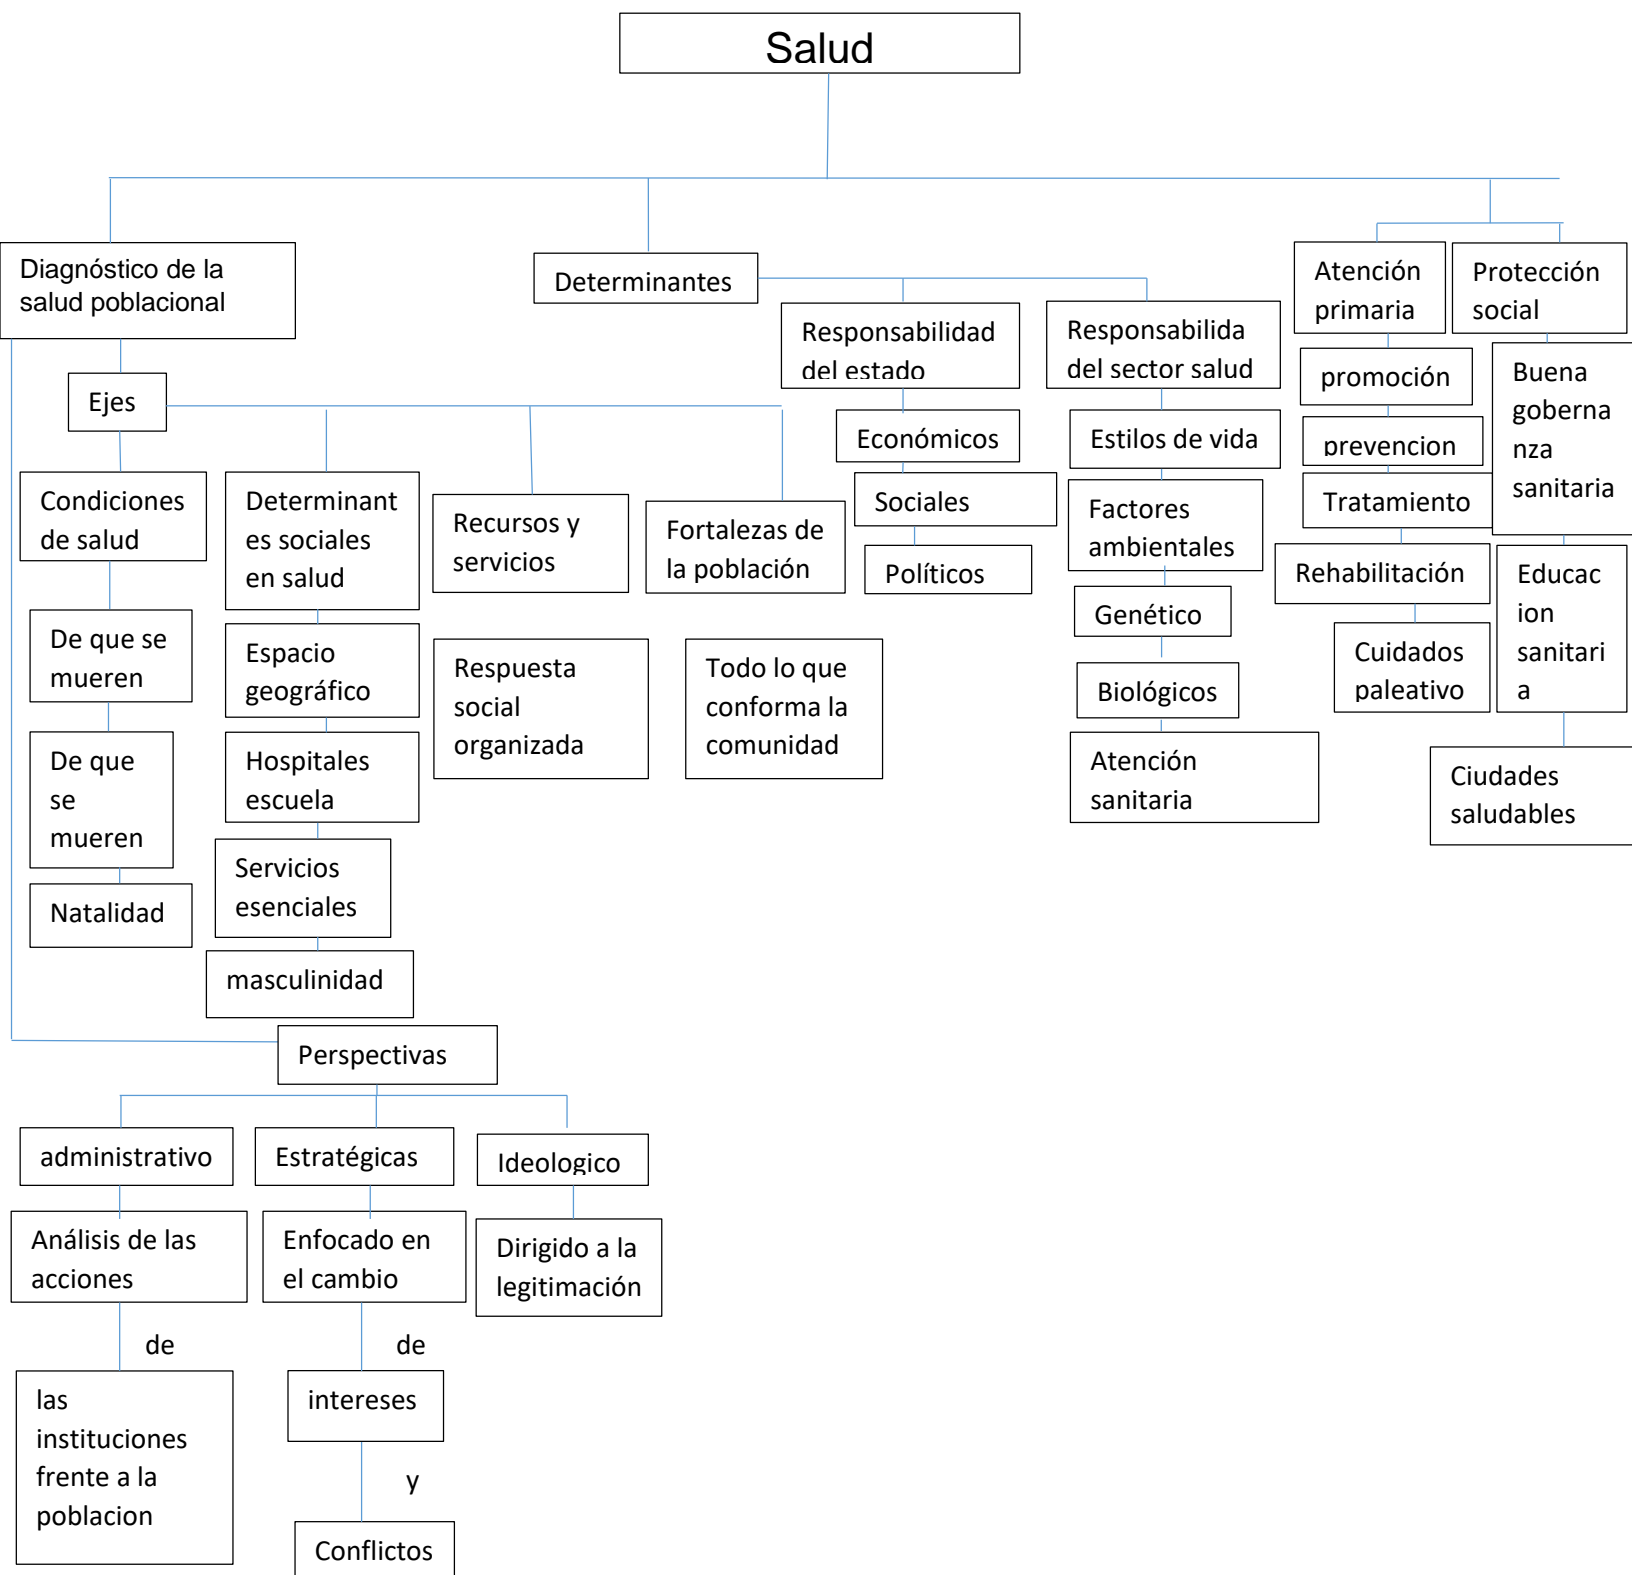 Salud
Diagnóstico de la
salud poblacional
Determinantes
Responsabilidad
del estado
Responsabilida
del sector salud
Atención
primaria
Protección
social
Ejes
Económicos
Sociales
Políticos
Estilos de vida
Factores
ambientales
Genético
Biológicos
Atención
sanitaria
promoción
prevencion
Tratamiento
Rehabilitación
Cuidados
paleativo
Buena
goberna
nza
sanitaria
Educac
ion
sanitari
a
Ciudades
saludables
Condiciones
de salud
De que se
mueren
De que
se
mueren
Natalidad
Determinant
es sociales
en salud
Espacio
geográfico
Hospitales
escuela
Servicios
esenciales
masculinidad
Recursos y
servicios
Respuesta
social
organizada
Fortalezas de
la población
Todo lo que
conforma la
comunidad
Perspectivas
administrativo
Análisis de las
acciones
de
las
instituciones
frente a la
poblacion
Estratégicas
Enfocado en
el cambio
de
intereses
y
Conflictos
Ideologico
Dirigido a la
legitimación